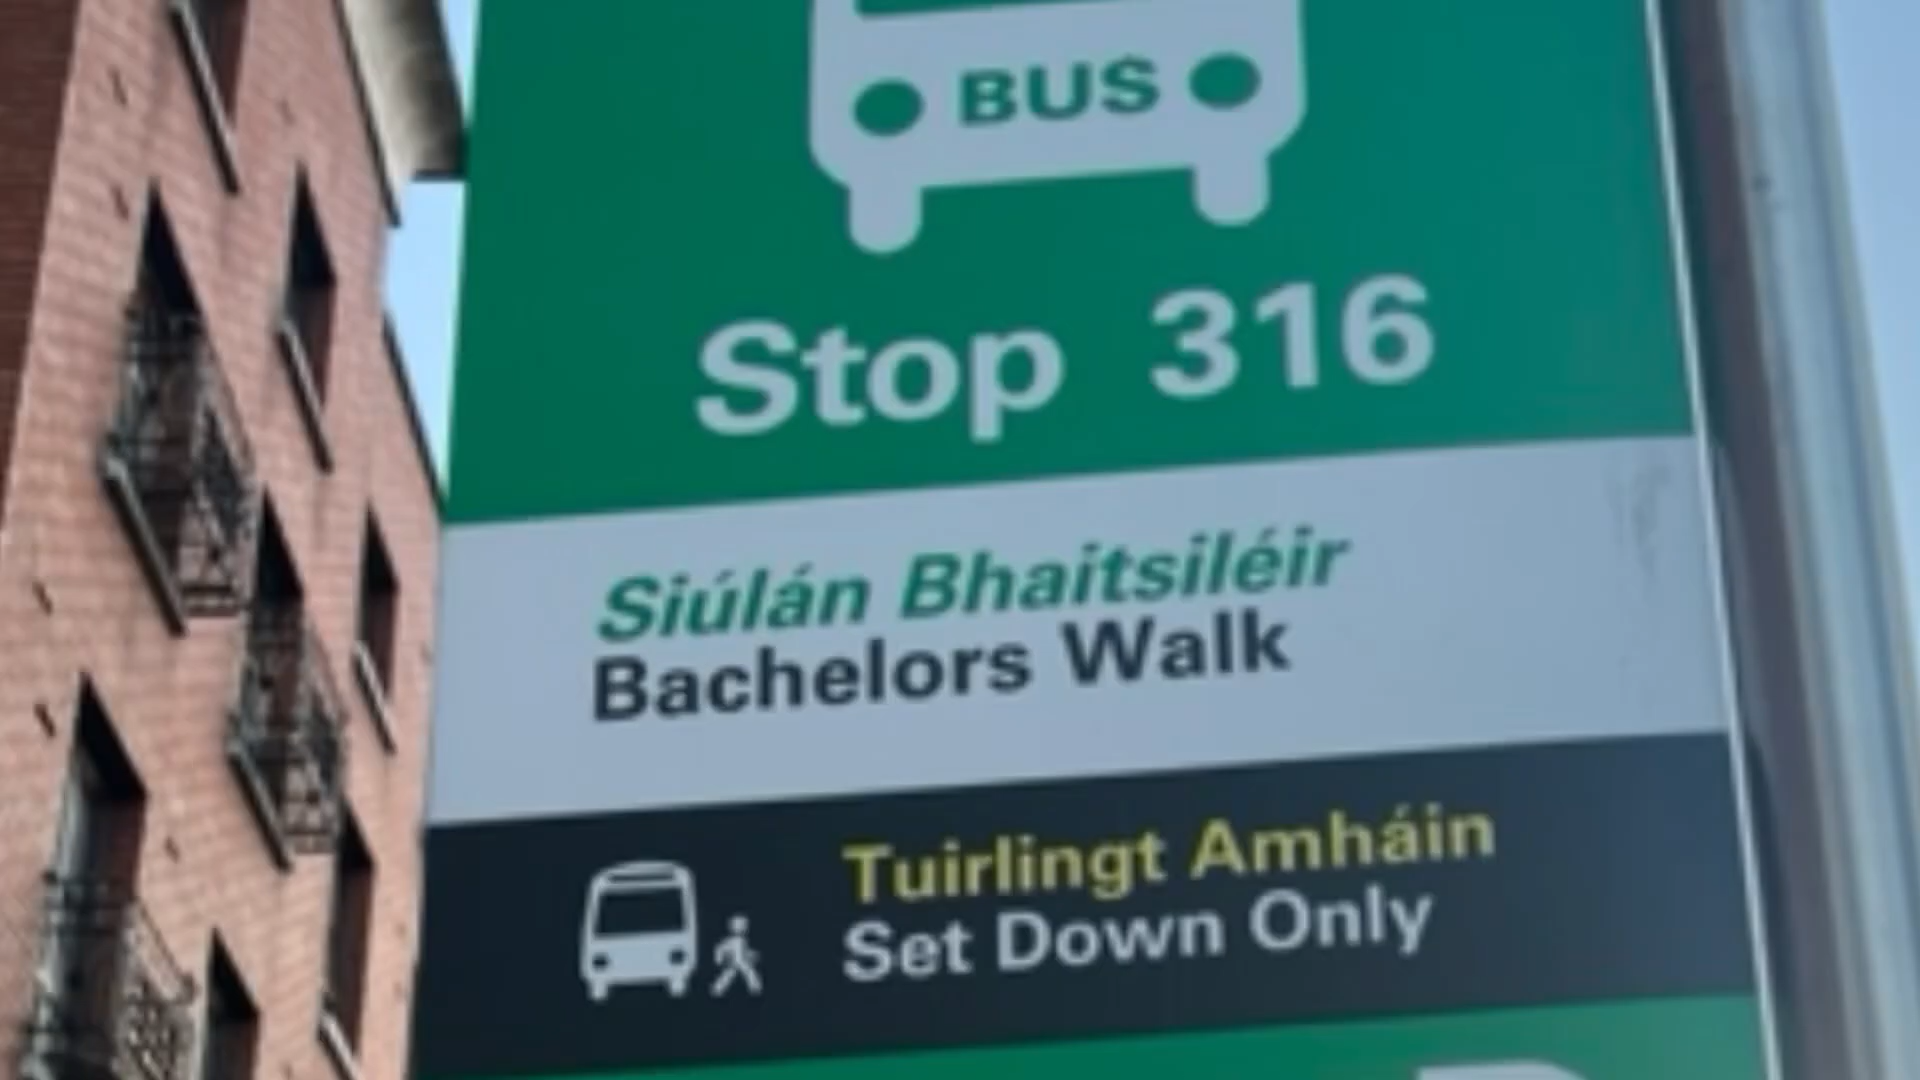 BUS
Stop 316
Siúlán Bhaitsiléir
Bachelors Walk
Tuirlingt Amháin
Set Down Only